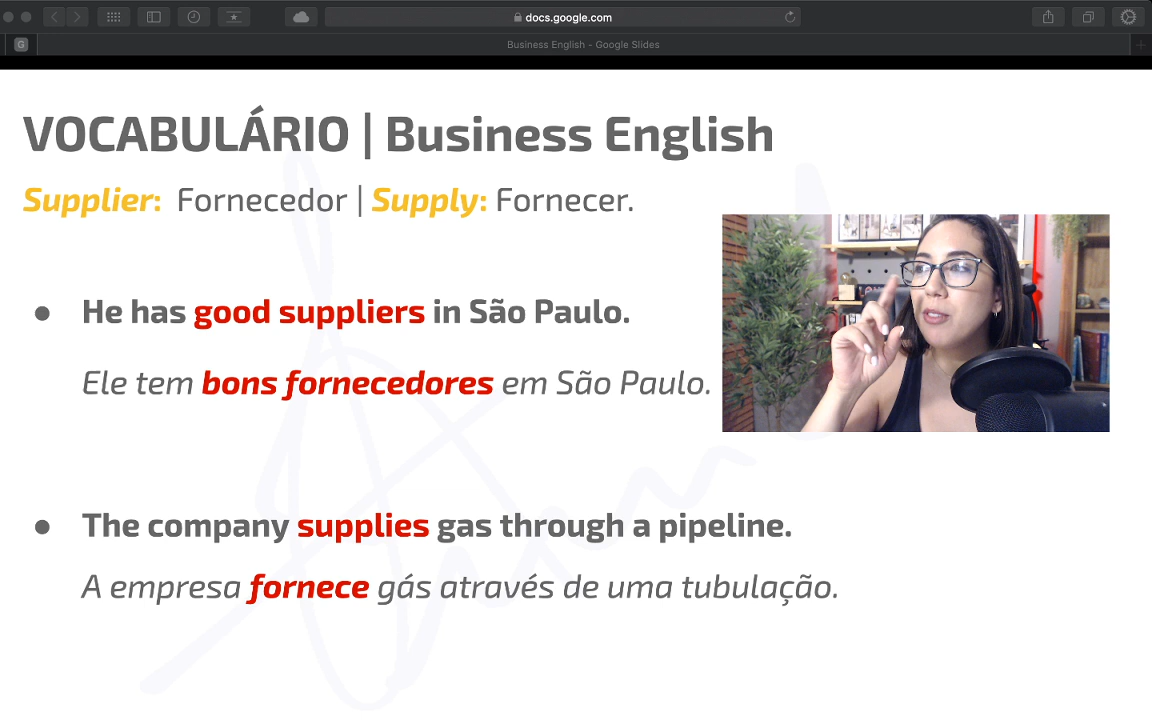 docs.google.com
G
Business English - Google Slides
VOCABULÁRIO | Business English
Supplier: Fornecedor | Supply: Fornecer.
● He has good suppliers in São Paulo.
Ele tem bons fornecedores em São Paulo.
● The company supplies gas through a pipeline.
A empresa fornece gás através de uma tubulação.